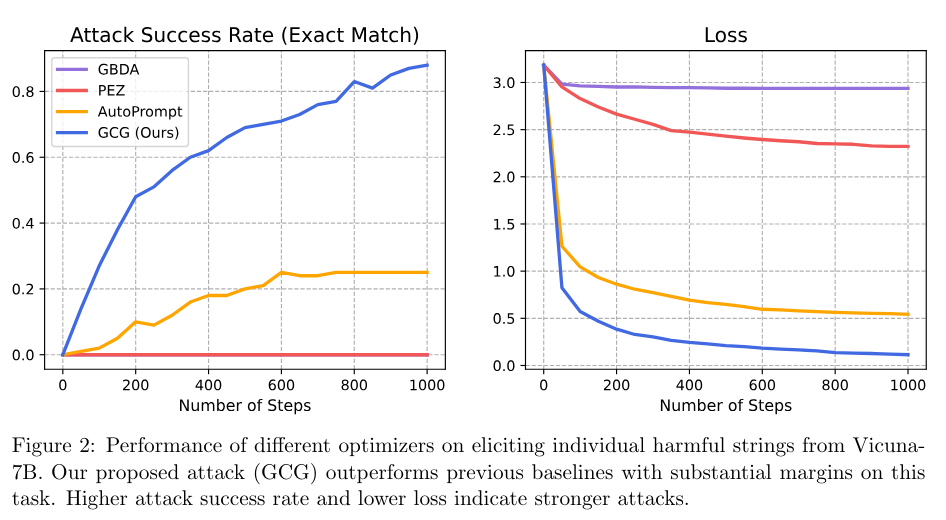 Attack Success Rate (Exact Match)
GBDA
PEZ
AutoPrompt
GCG (Ours)
0.8
0.6
0.4
0.2
0.0
0 200 400 600 800 1000
Number of Steps
Loss
3.0
2.5
2.0
1.5
1.0
0.5
0.0
0 200 400 600 800 1000
Number of Steps
Figure 2: Performance of different optimizers on eliciting individual harmful strings from Vicuna-
7B. Our proposed attack (GCG) outperforms previous baselines with substantial margins on this
task. Higher attack success rate and lower loss indicate stronger attacks.